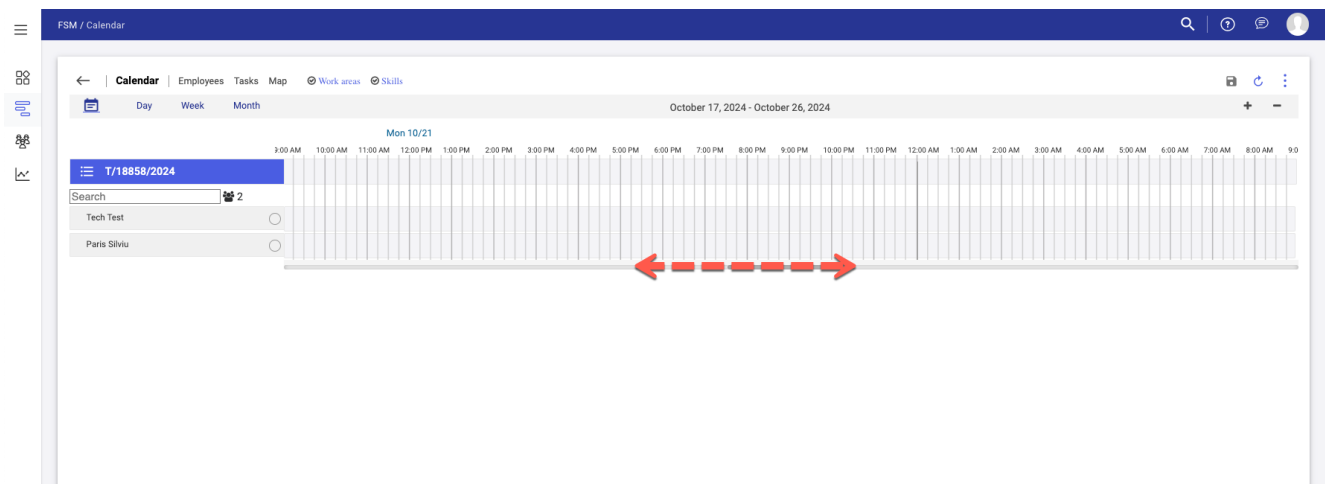 FSM / Calendar
Calendar Employees Tasks Map Work areas Skills
Day Week Month October 17, 2024 - October 26, 2024 + -
Mon 10/21
9:00 AM 10:00 AM 11:00 AM 12:00 PM 1:00 PM 2:00 PM 3:00 PM 4:00 PM 5:00 PM 6:00 PM 7:00 PM 8:00 PM 9:00 PM 10:00 PM 11:00 PM 12:00 AM 1:00 AM 2:00 AM 3:00 AM 4:00 AM 5:00 AM 6:00 AM 7:00 AM 8:00 AM 9:0
T/18858/2024
Search 2
Tech Test
Paris Silviu